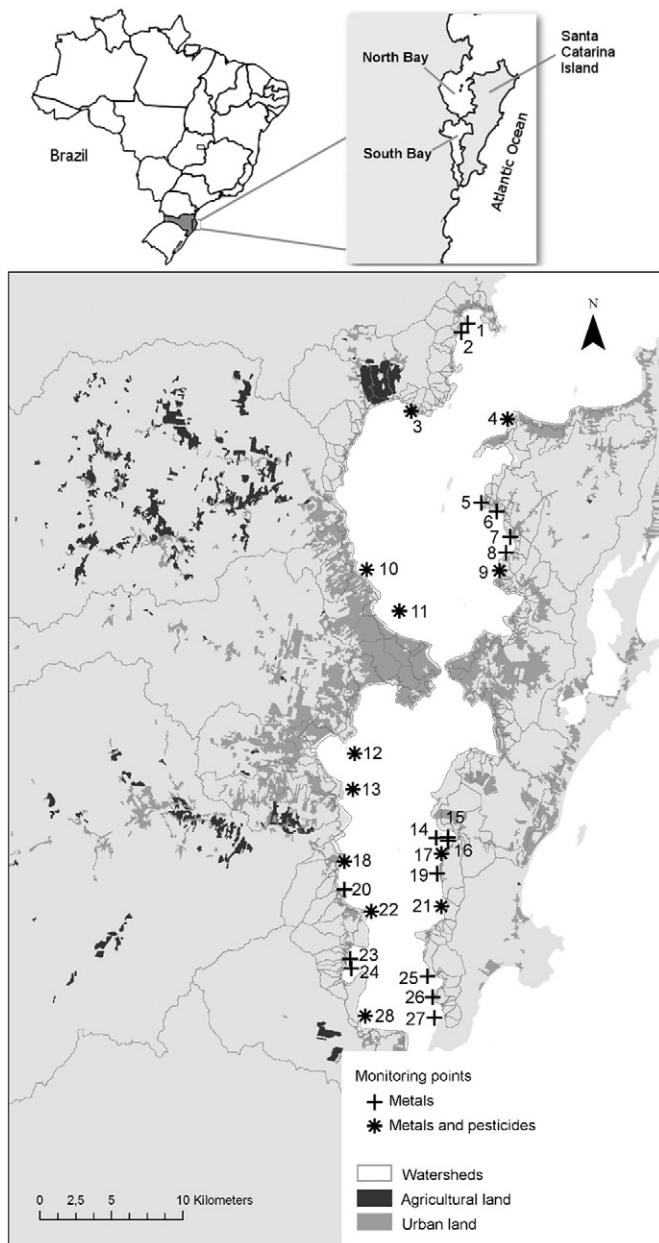 Santa
Catarina
Island
North Bay
Brazil
South Bay
Atlantic Ocean
N
1
2
3
4
5
6
7
8
9
10
11
12
13
14
15
16
17
18
19
20
21
22
23
24
25
26
27
28
Monitoring points
Metals
Metals and pesticides
Watersheds
Agricultural land
Urban land
0 2,5 5 10 Kilometers